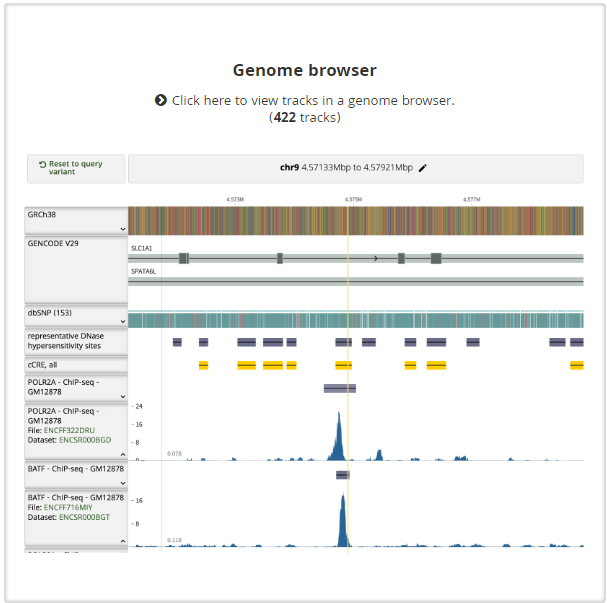 Genome browser
Click here to view tracks in a genome browser.
(422 tracks)
Reset to query
variant
chr9 4.57133Mbp to 4.57921Mbp
4.573M 4.575M 4.577M
GRCh38
GENCODE V29
SLC1A1
SPATA6L
dbSNP (153)
representative DNase
hypersensitivity sites
cCRE, all
POLR2A - ChIP-seq -
GM12878
POLR2A - ChIP-seq -
GM12878
File: ENCFF322DRU
Dataset: ENCSR000BGD
- 24
- 16
- 8
0.078
BATF - ChIP-seq - GM12878
BATF - ChIP-seq - GM12878
File: ENCFF716MIY
Dataset: ENCSR000BGT
- 16
- 8
0.118